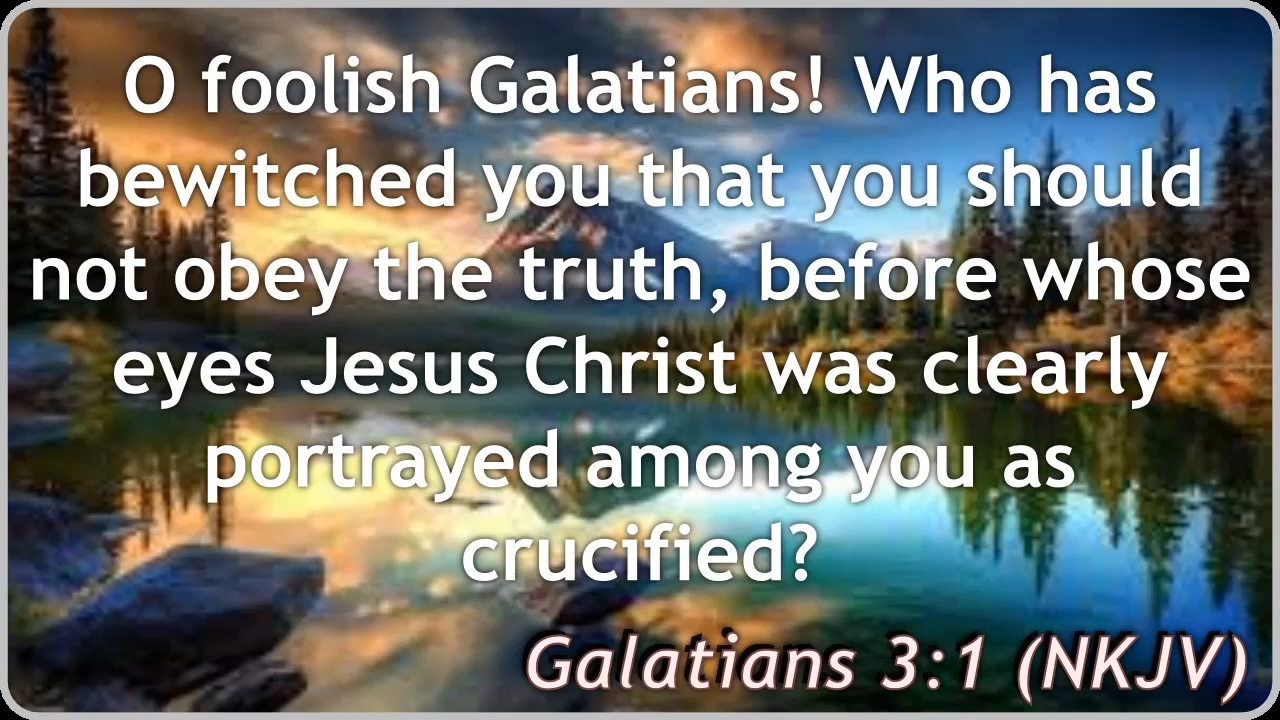 O foolish Galatians! Who has
bewitched you that you should
not obey the truth, before whose
eyes Jesus Christ was clearly
portrayed among you as
crucified?
Galatians 3:1 (NKJV)